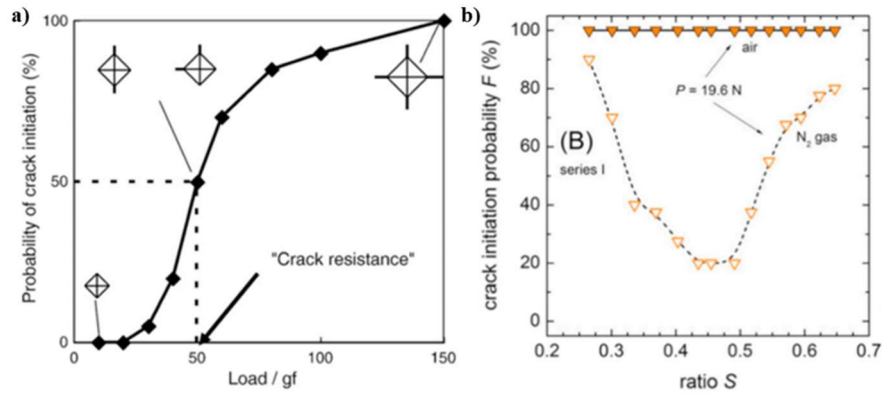 a)
100
50
0
Probability of crack initiation (%)
"Crack resistance"
0 50 100 150
Load / gf
b)
100
80
60
40
20
0
crack initiation probability F (%)
air
P = 19.6 N
N₂ gas
(B)
series I
0.2 0.3 0.4 0.5 0.6 0.7
ratio S